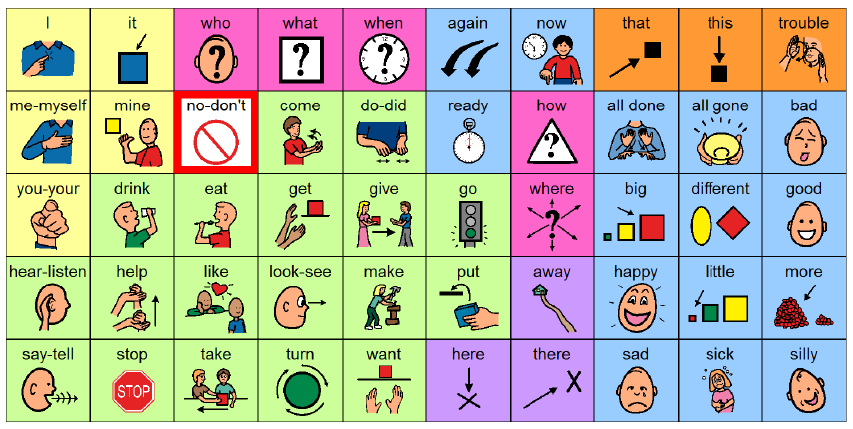 I it who what when again now that this trouble
me-myself mine no-don't come do-did ready how all done all gone bad
you-your drink eat get give go where big different good
hear-listen help like look-see make put away happy little more
say-tell stop take turn want here there sad sick silly
STOP